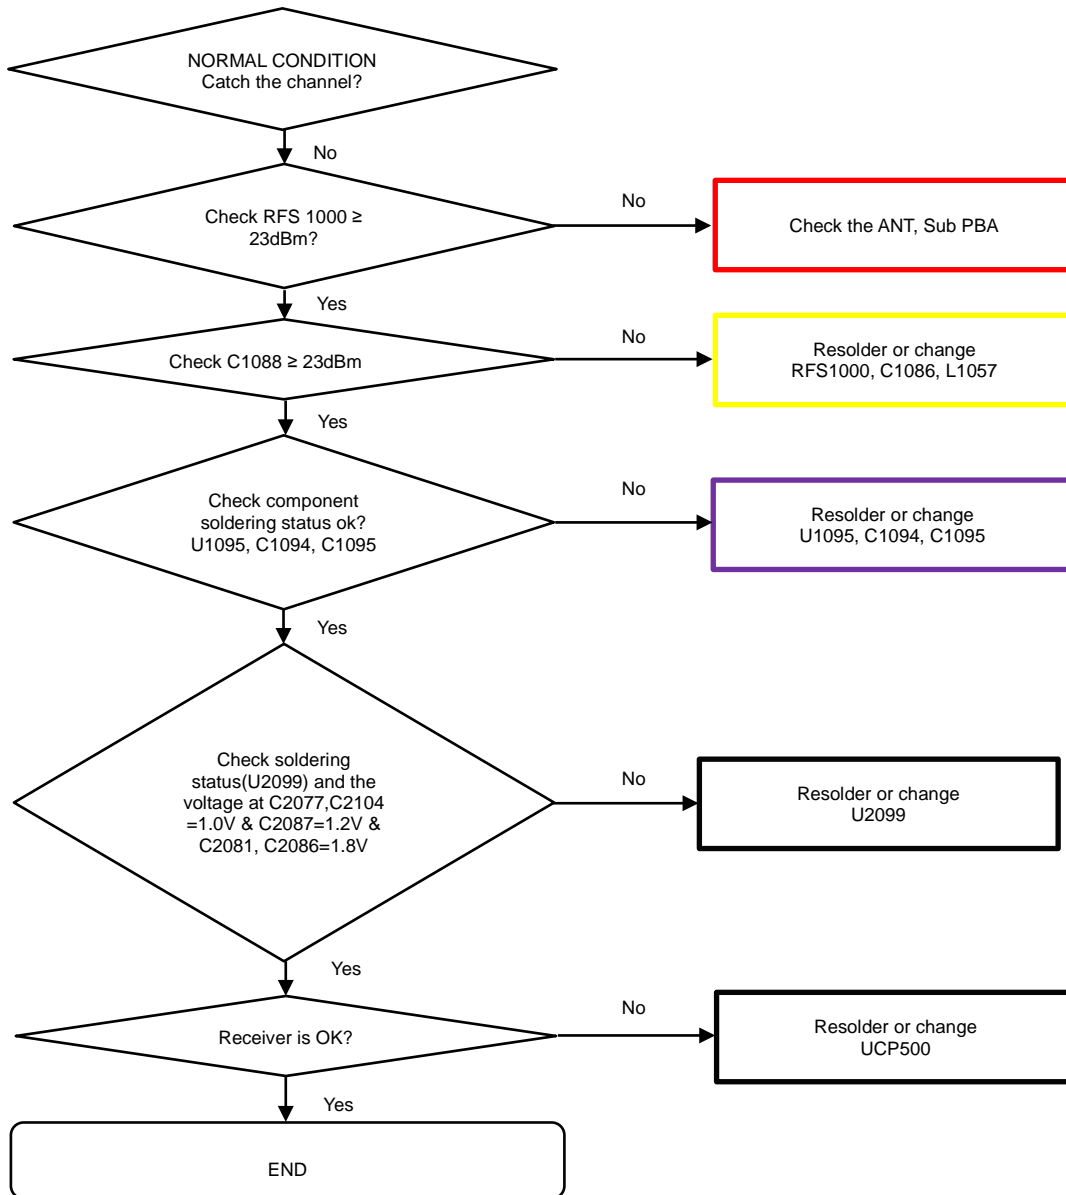 NORMAL CONDITION
Catch the channel?
No
Check RFS 1000 ≥
23dBm?
No
Check the ANT, Sub PBA
Yes
Check C1088 ≥ 23dBm
No
Resolder or change
RFS1000, C1086, L1057
Yes
Check component
soldering status ok?
U1095, C1094, C1095
No
Resolder or change
U1095, C1094, C1095
Yes
Check soldering
status(U2099) and the
voltage at C2077,C2104
=1.0V & C2087=1.2V &
C2081, C2086=1.8V
No
Resolder or change
U2099
Yes
Receiver is OK?
No
Resolder or change
UCP500
Yes
END